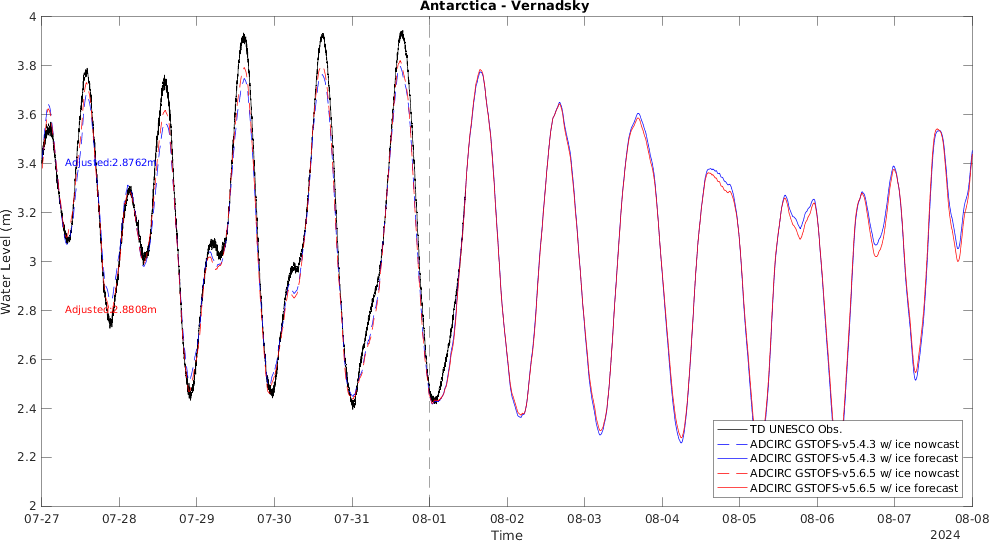 Antarctica - Vernadsky
4
3.8
3.6
3.4
3.2
3
2.8
2.6
2.4
2.2
2
Water Level (m)
Adjusted:2.8762m
Adjusted:2.8808m
TD UNESCO Obs.
ADCIRC GSTOFS-v5.4.3 w/ ice nowcast
ADCIRC GSTOFS-v5.4.3 w/ ice forecast
ADCIRC GSTOFS-v5.6.5 w/ ice nowcast
ADCIRC GSTOFS-v5.6.5 w/ ice forecast
07-27 07-28 07-29 07-30 07-31 08-01 08-02 08-03 08-04 08-05 08-06 08-07 08-08
Time
2024